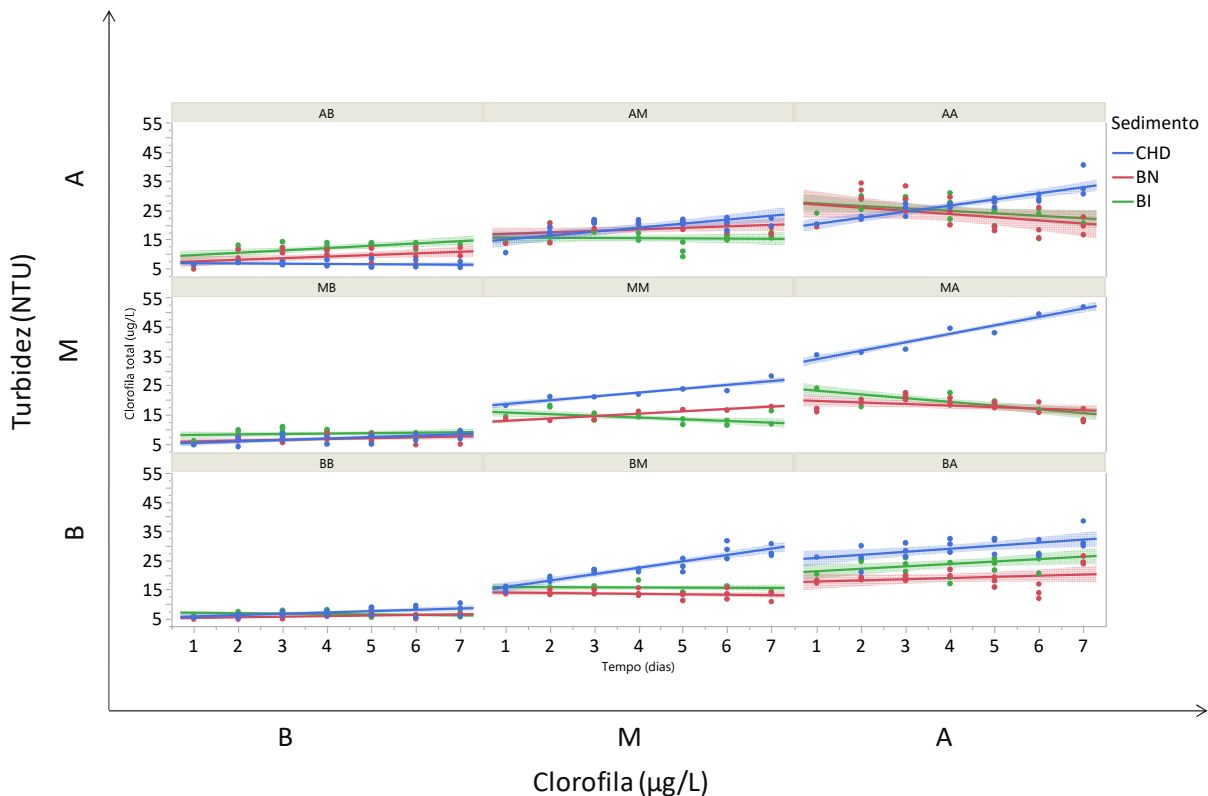 AB AM AA
Sedimento
CHD
BN
BI
55
45
35
25
15
5
A
MB MM MA
55
45
35
25
15
5
M
Turbidez (NTU)
Clorofila total (ug/L)
BB BM BA
55
45
35
25
15
5
B
1 2 3 4 5 6 7 1 2 3 4 5 6 7 1 2 3 4 5 6 7
Tempo (dias)
B M A
Clorofila (µg/L)